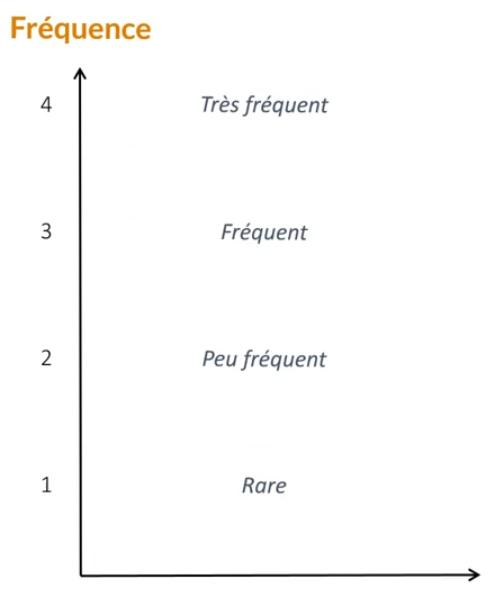 Fréquence
4 Très fréquent
3 Fréquent
2 Peu fréquent
1 Rare